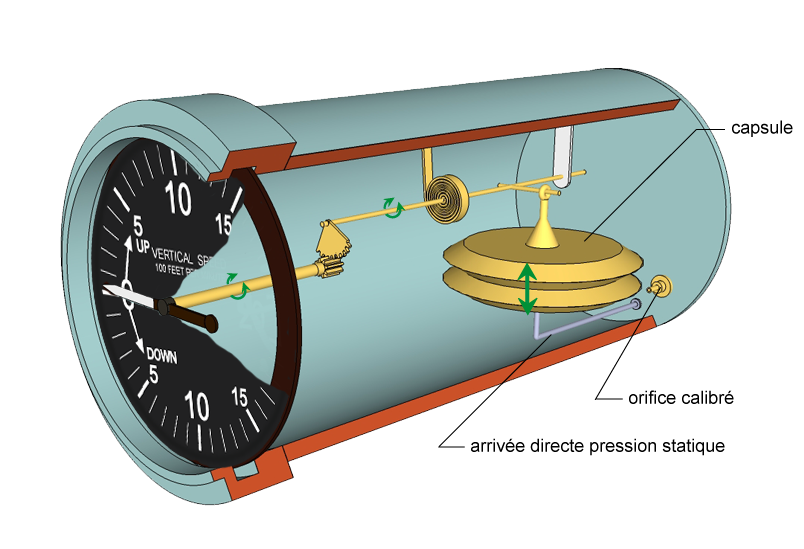 capsule
10
15
5
UP
VERTICAL SP
100 FEET P
0
DOWN
5
10
15
orifice calibré
arrivée directe pression statique